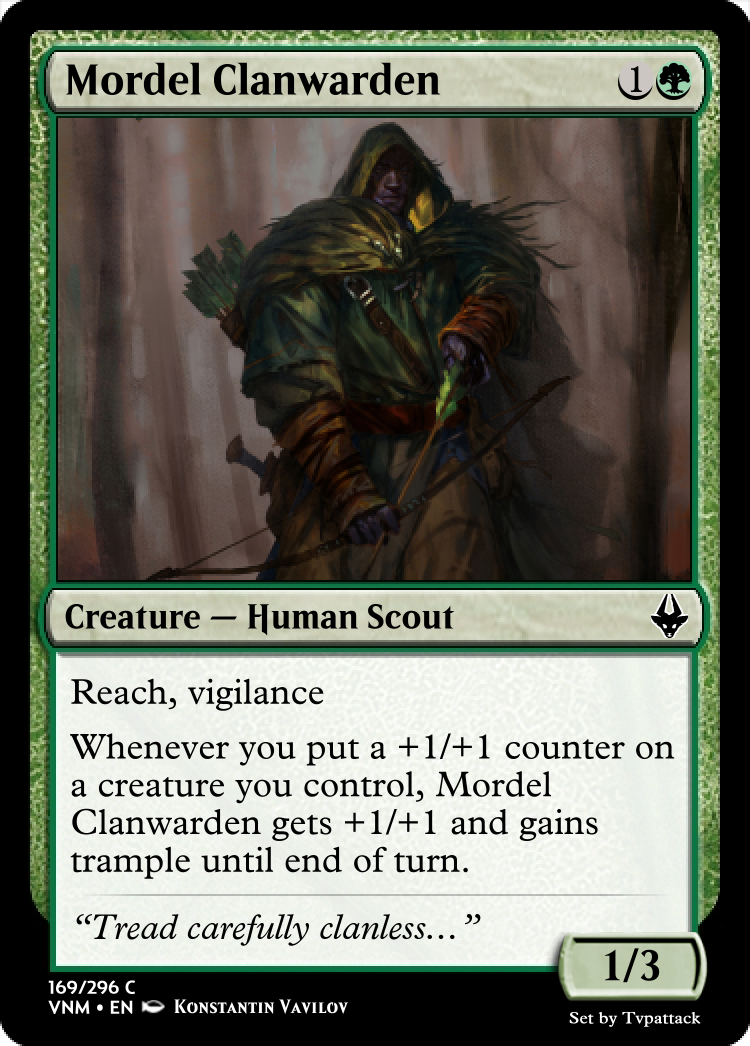 Mordel Clanwarden
1
Creature — Human Scout
Reach, vigilance
Whenever you put a +1/+1 counter on
a creature you control, Mordel
Clanwarden gets +1/+1 and gains
trample until end of turn.
“Tread carefully clanless…”
1/3
169/296 C
VNM • EN Konstantin Vavilov
Set by Tvpattack